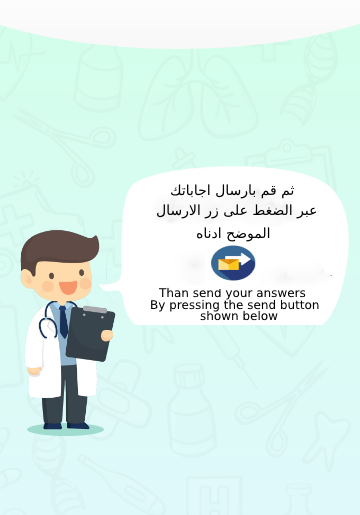 ثم قم بارسال اجاباتك
عبر الضغط على زر الارسال
الموضح ادناه
Than send your answers
By pressing the send button
shown below